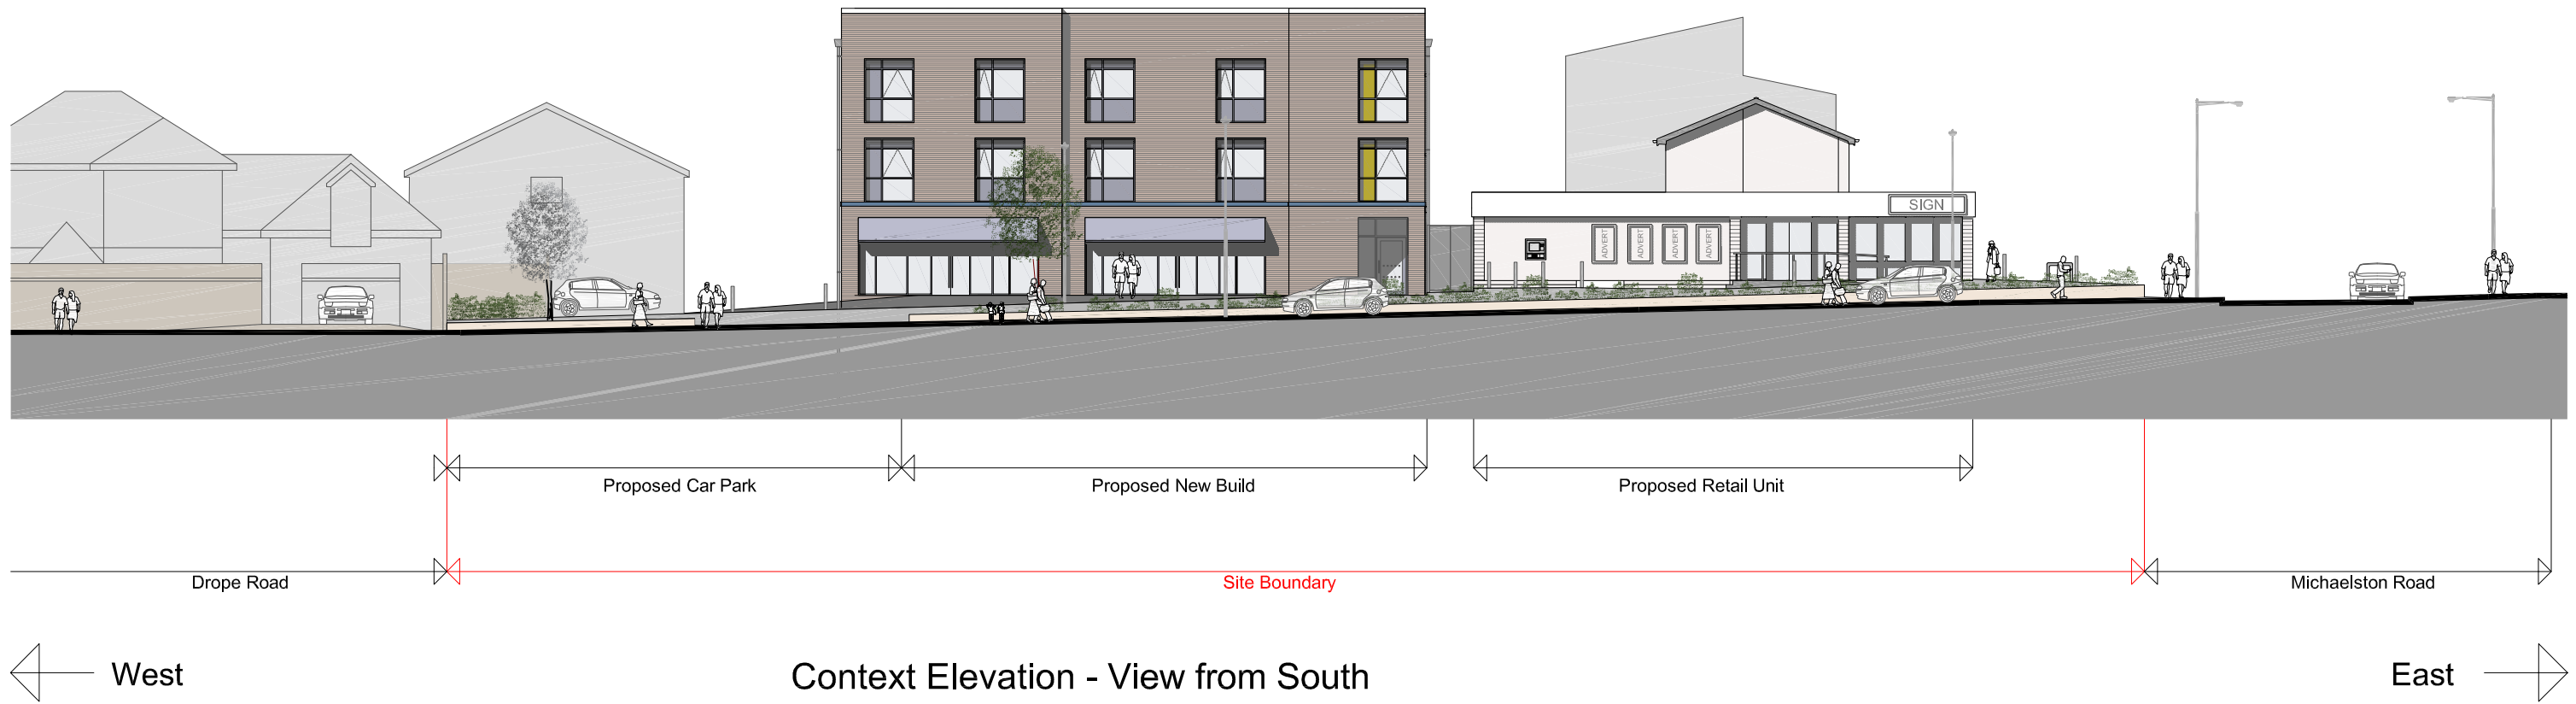 SIGN
ADVERT
ADVERT
ADVERT
ADVERT
Proposed Car Park
Proposed New Build
Proposed Retail Unit
Drope Road
Site Boundary
Michaelston Road
West
Context Elevation - View from South
East